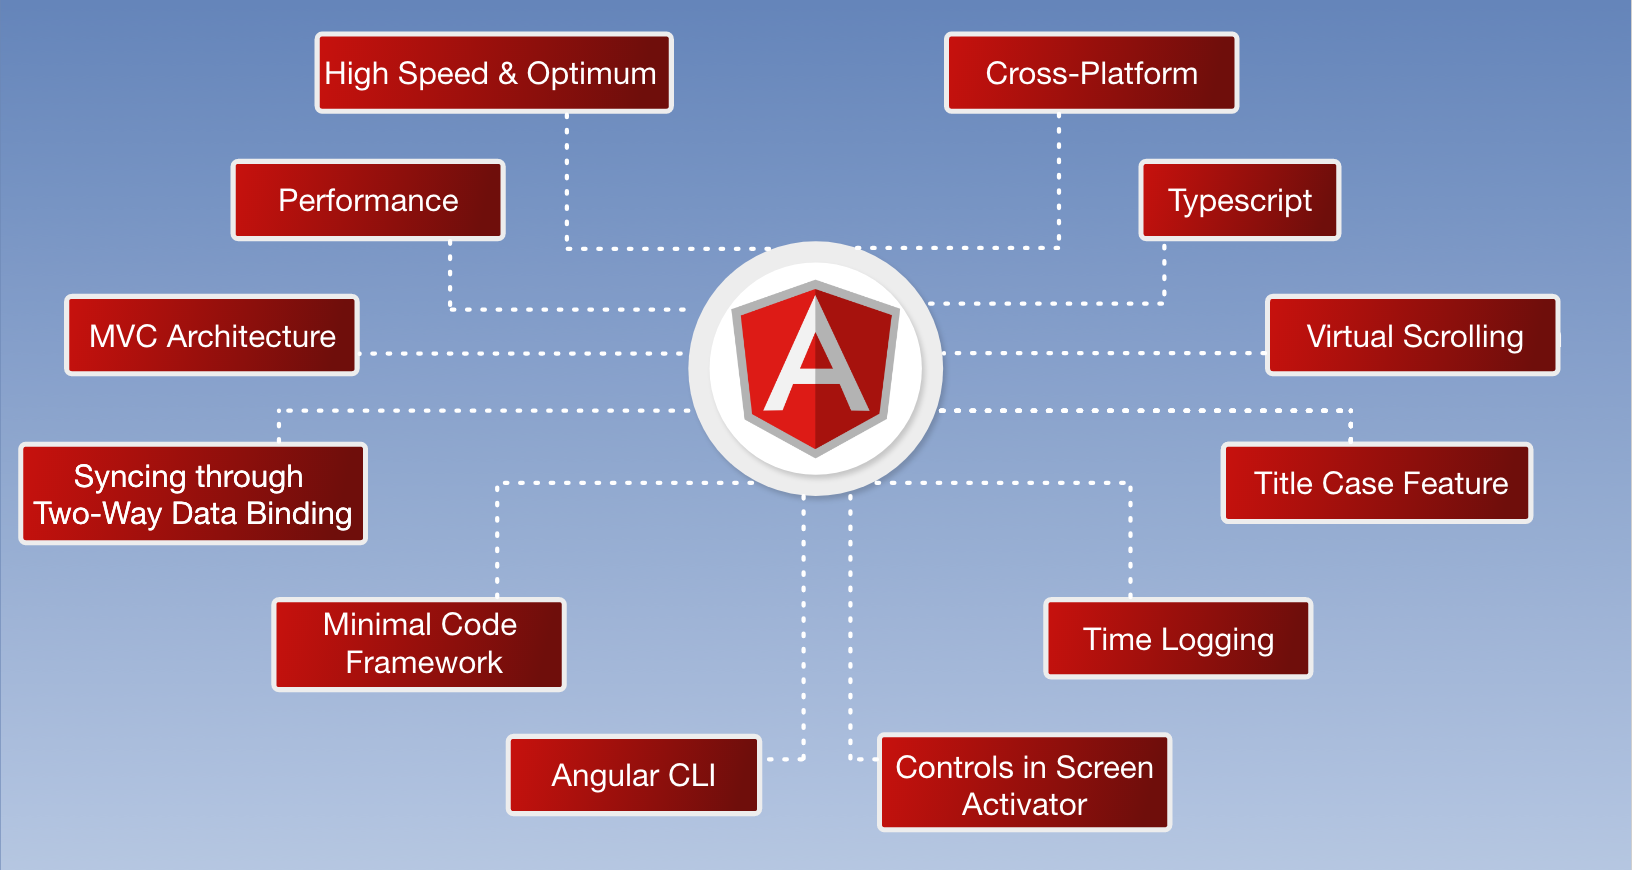 High Speed & Optimum
Cross-Platform
Performance
Typescript
MVC Architecture
Virtual Scrolling
Syncing through
Two-Way Data Binding
Title Case Feature
Minimal Code
Framework
Time Logging
Angular CLI
Controls in Screen
Activator
A